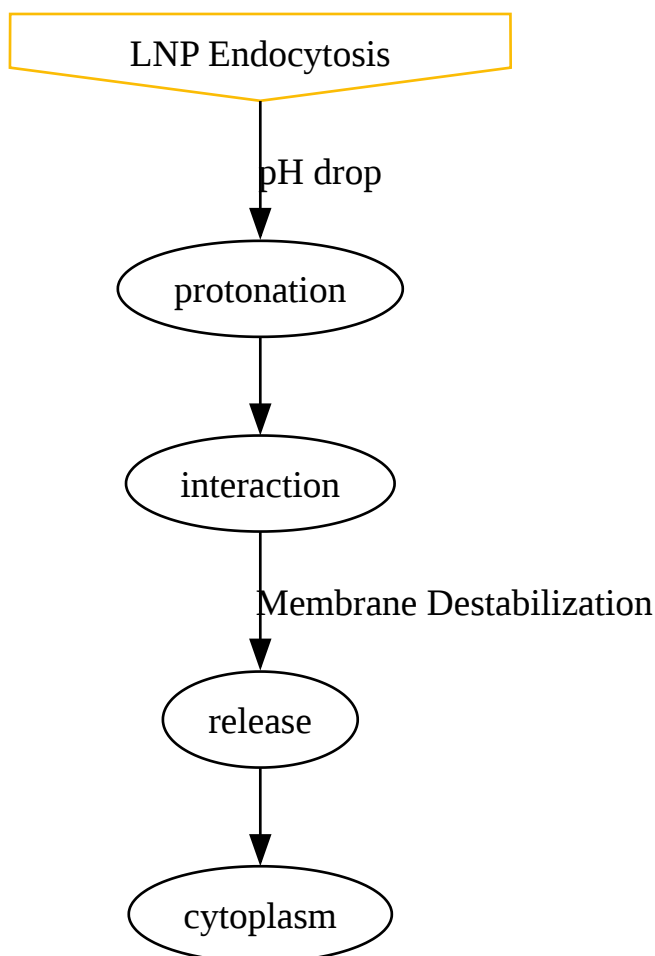 LNP Endocytosis
pH drop
protonation
interaction
Membrane Destabilization
release
cytoplasm